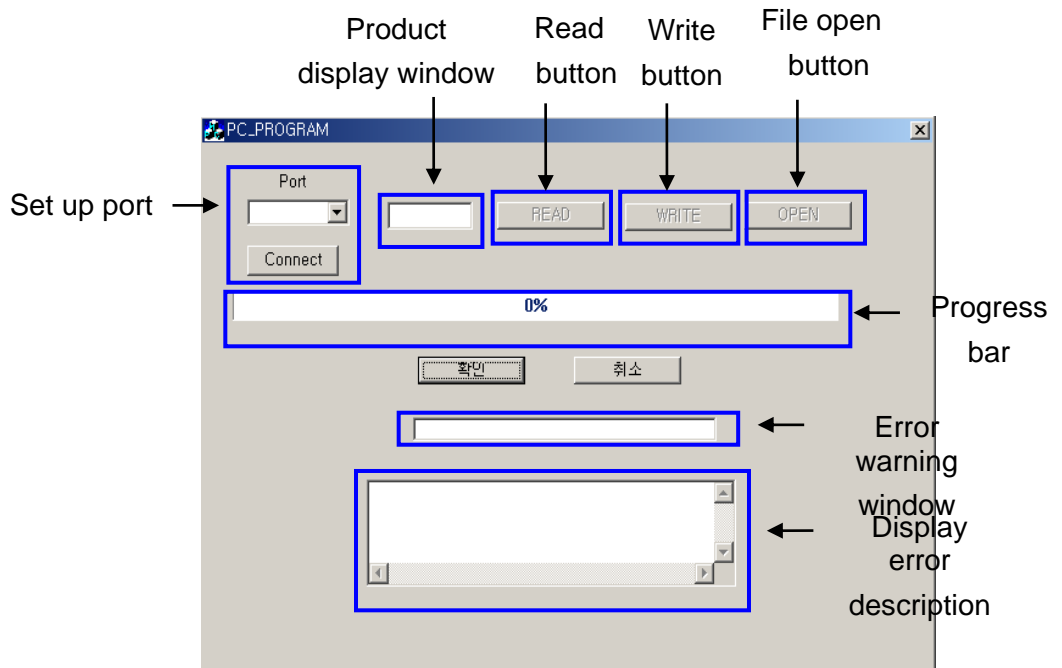 Product
display window
Read
button
Write
button
File open
button
PC_PROGRAM
Set up port
Port
READ
WRITE
OPEN
Connect
0%
Progress
bar
확인
취소
Error
warning
window
Display
error
description